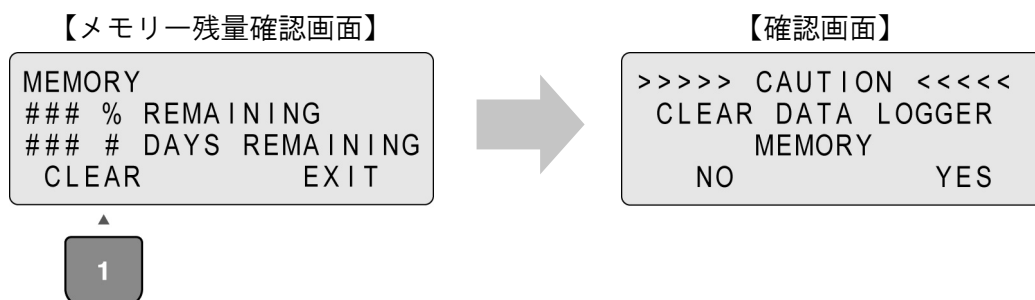 【メモリー残量確認画面】
MEMORY
### % REMAINING
### # DAYS REMAINING
CLEAR EXIT
1
【確認画面】
>>>>> CAUTION <<<<<
CLEAR DATA LOGGER
MEMORY
NO YES